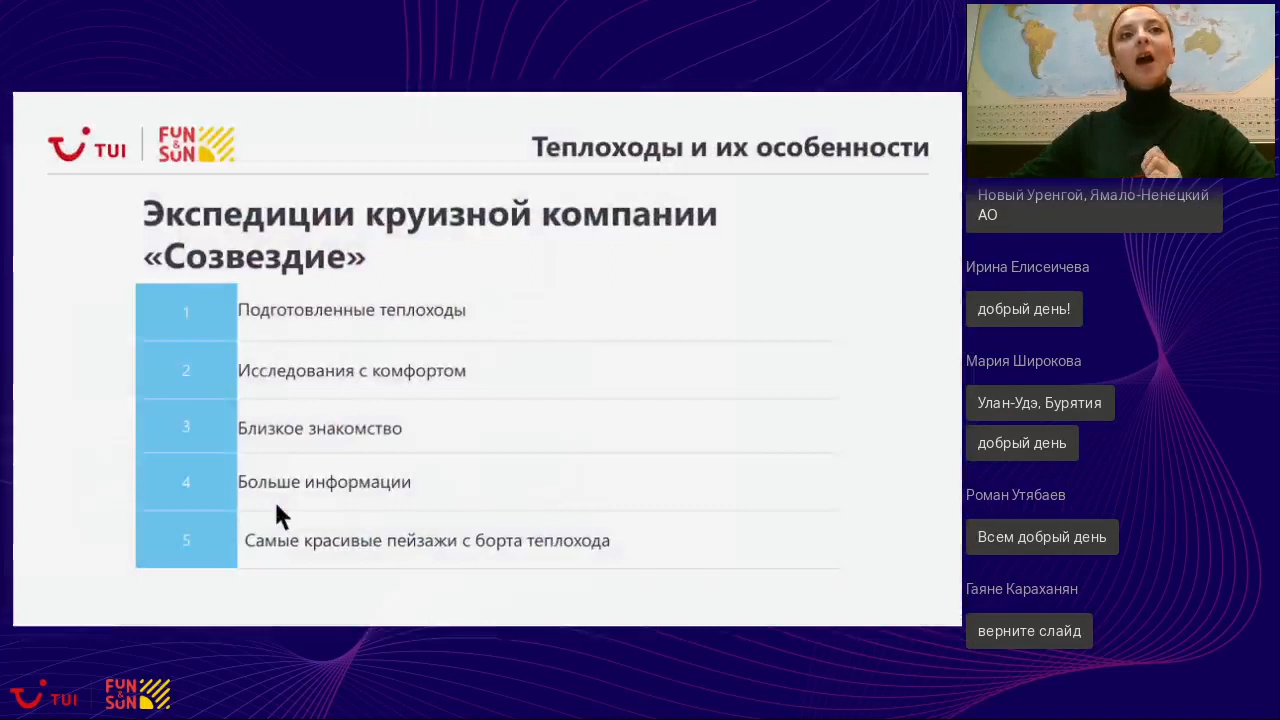 TUI
FUN
&
SUN
Теплоходы и их особенности
Экспедиции круизной компании
«Созвездие»
1
Подготовленные теплоходы
2
Исследования с комфортом
3
Близкое знакомство
4
Больше информации
5
Самые красивые пейзажи с борта теплохода
TUI
FUN
&
SUN
Новый Уренгой, Ямало-Ненецкий
АО
Ирина Елисеичева
добрый день!
Мария Широкова
Улан-Удэ, Бурятия
добрый день
Роман Утябаев
Всем добрый день
Гаяне Караханян
верните слайд